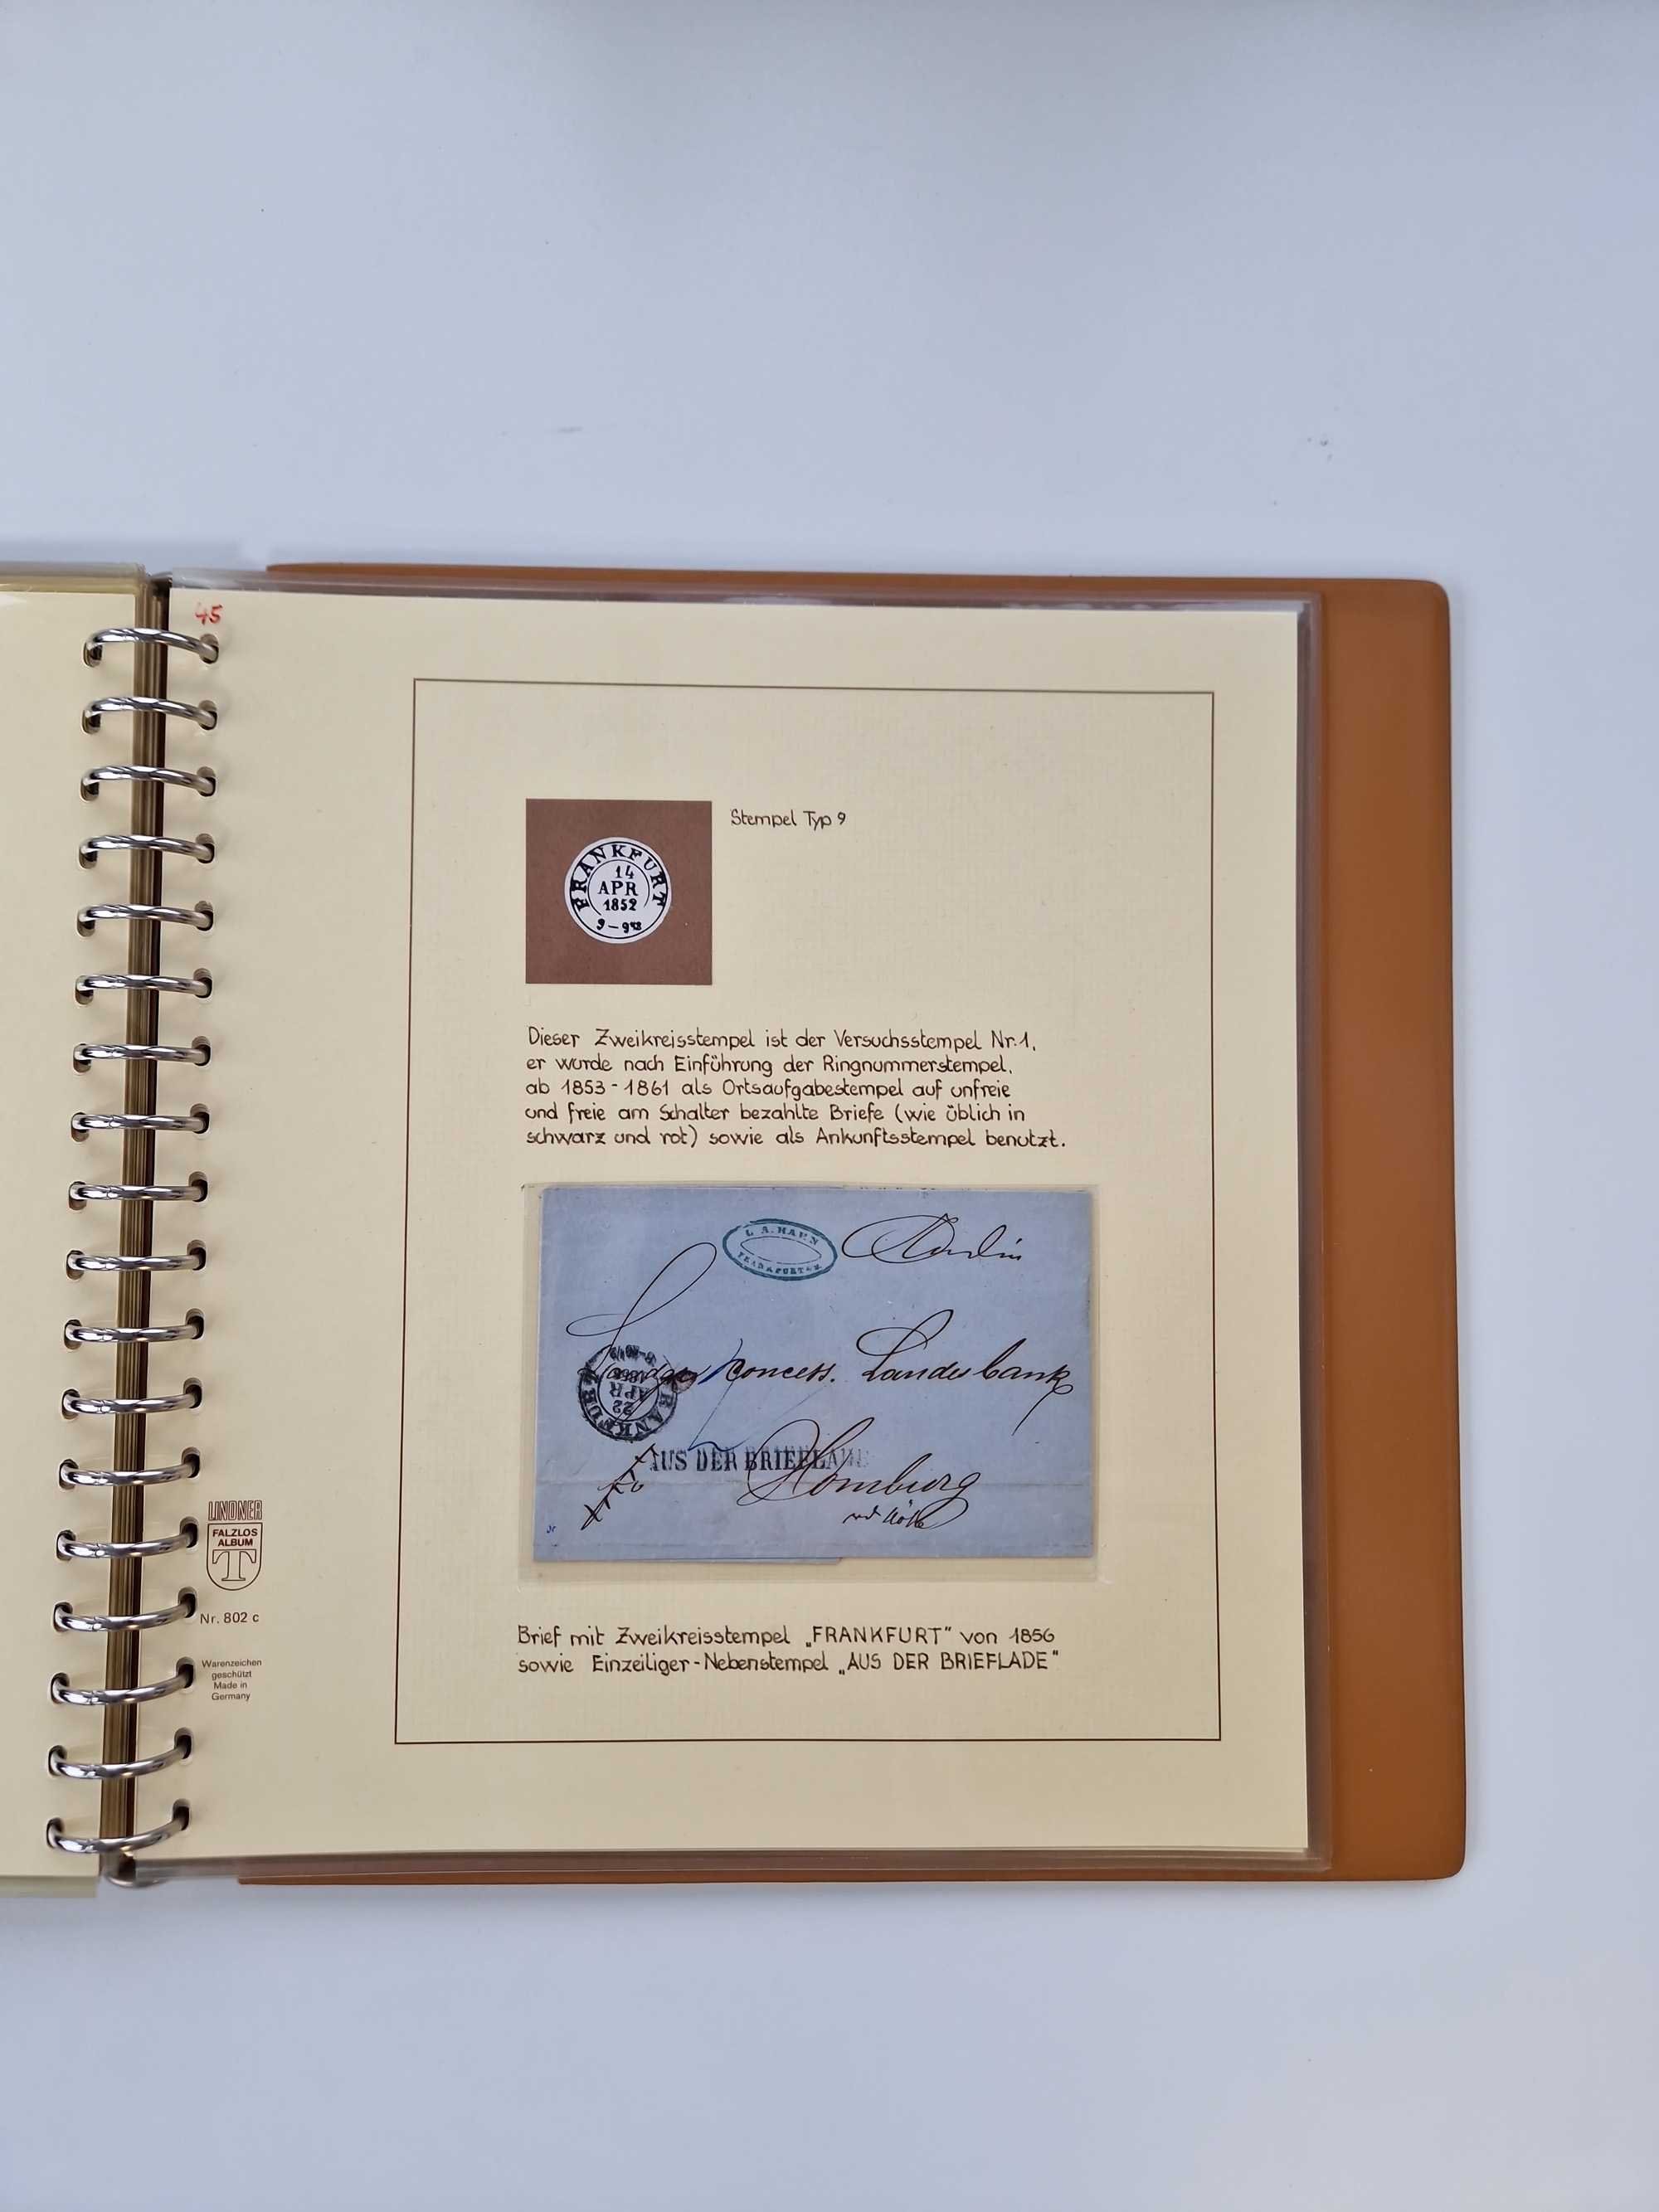 45
Stempel Typ 9
FRANKFURT
14
APR
1852
9-9
Dieser Zweikreisstempel ist der Versuchsstempel Nr.1,
er wurde nach Einführung der Ringnummerstempel,
ab 1853 - 1861 als Ortsaufgabestempel auf unfreie
und freie am Schalter bezahlte Briefe (wie üblich in
schwarz und rot) sowie als Ankunftsstempel benutzt.
L. A. HAHN
FRANKFURT a/M.
concess. Landesbank
22
APR
AUS DER BRIEFLADE
Homburg
Brief mit Zweikreisstempel „FRANKFURT" von 1856
sowie Einzeiliger-Nebenstempel „AUS DER BRIEFLADE"
LINDNER
FALZLOS
ALBUM
T
Nr. 802 c
Warenzeichen
geschützt
Made in
Germany